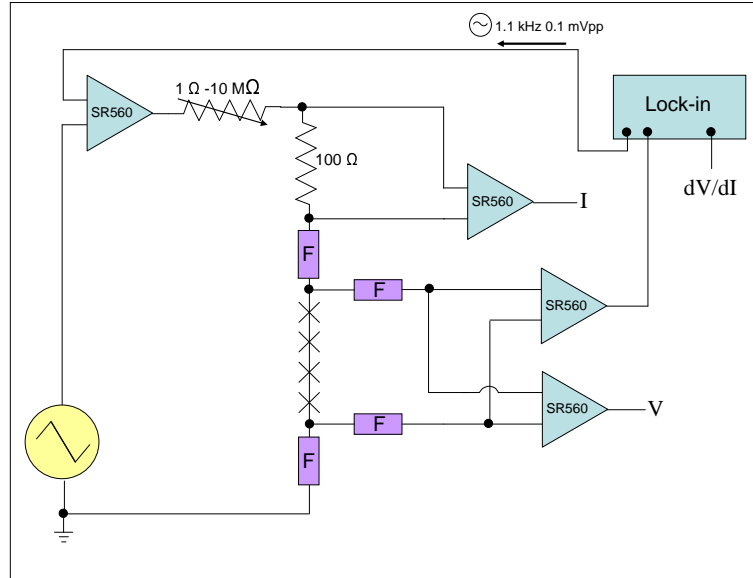 1.1 kHz 0.1 mVpp
1 Ω -10 MΩ
SR560
Lock-in
100 Ω
dV/dI
SR560
I
F
F
SR560
SR560
V
F
F